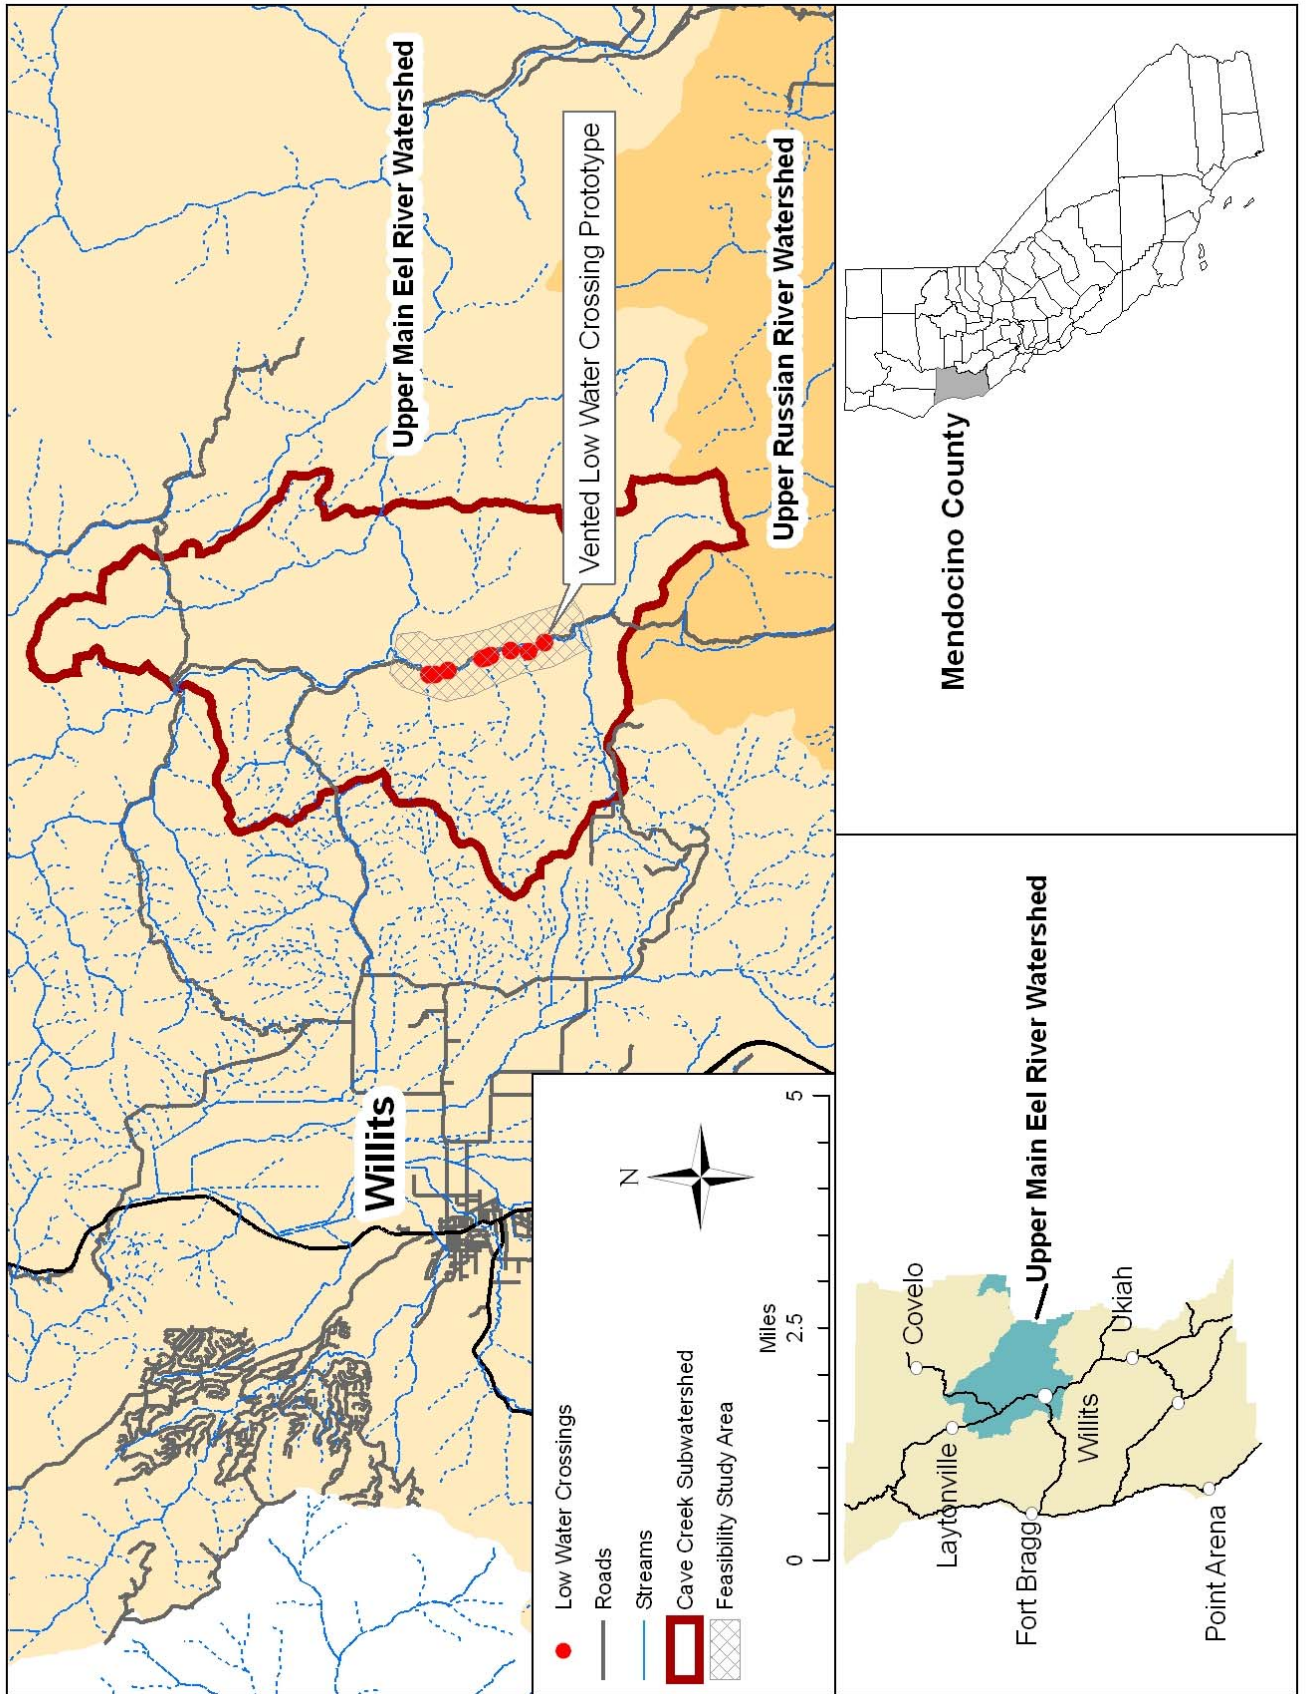 Upper Main Eel River Watershed
Vented Low Water Crossing Prototype
Upper Russian River Watershed
Willits
N
Low Water Crossings
Roads
Streams
Cave Creek Subwatershed
Feasibility Study Area
Miles
0
2.5
5
Covelo
Laytonville
Upper Main Eel River Watershed
Fort Bragg
Willits
Ukiah
Point Arena
Mendocino County